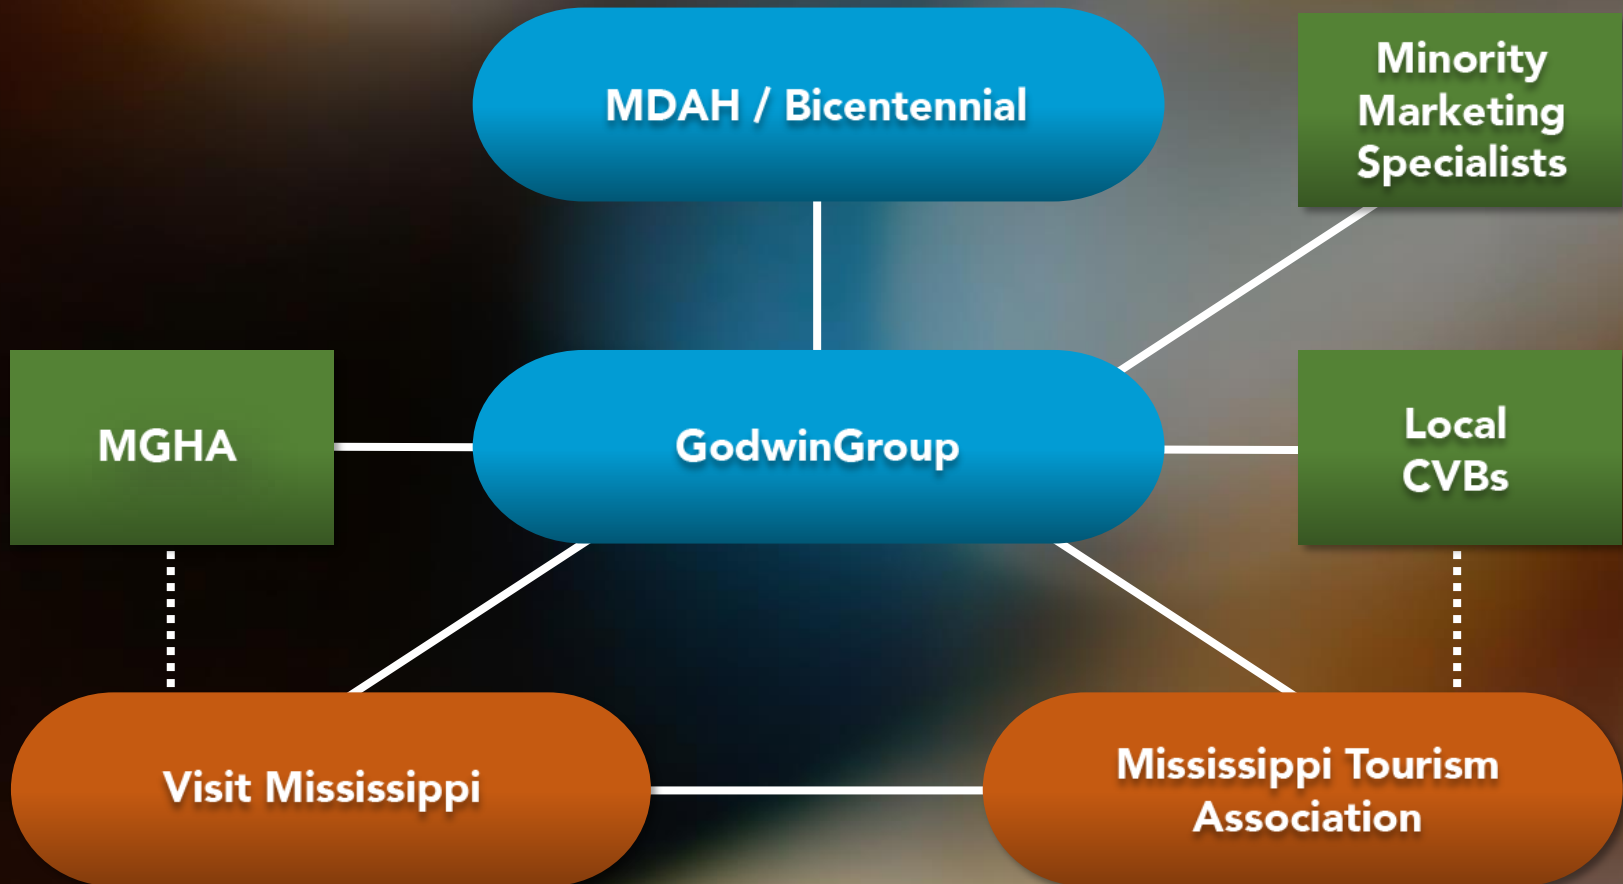 MDAH / Bicentennial
Minority
Marketing
Specialists
MGHA
GodwinGroup
Local
CVBs
Visit Mississippi
Mississippi Tourism
Association